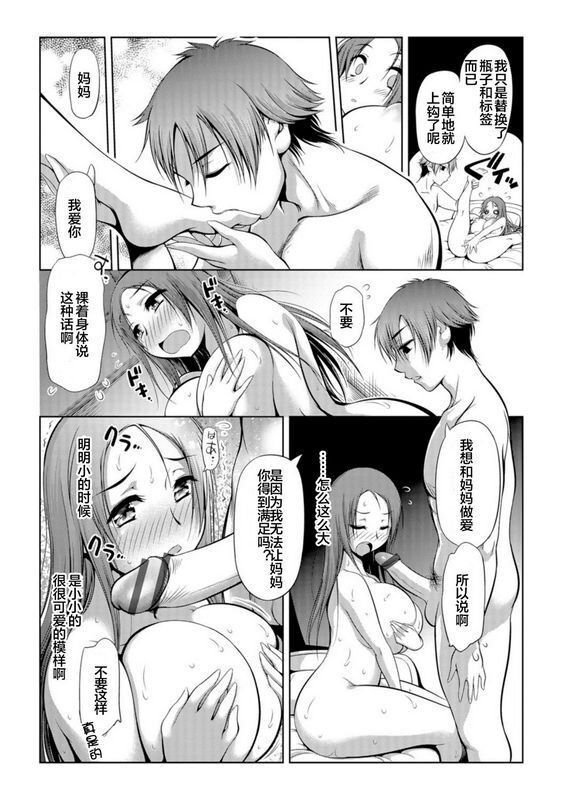 我只是替换了
瓶子和标签
而已
简单地就
上钩了呢
妈妈
我爱你
不要
裸着身体说
这种话啊
我想和妈妈做爱
所以说啊
……怎么这么大
是因为我无法让妈妈
你得到满足吗?
明明小的时候
是小小的
很很可爱的模样啊
不要这样
真是的